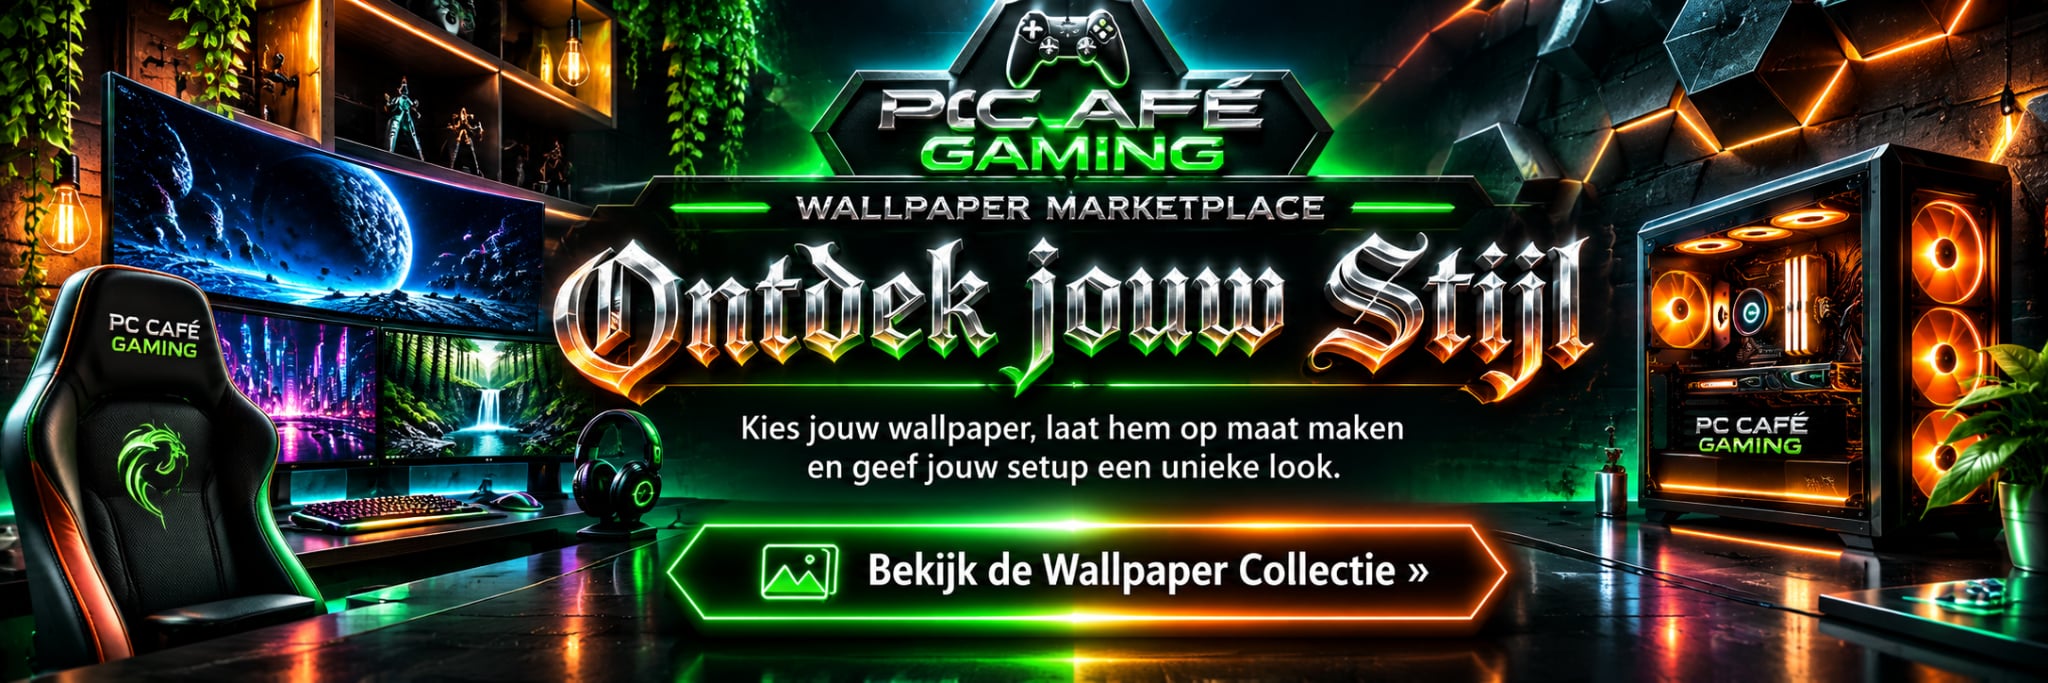 PC CAFÉ
GAMING
WALLPAPER MARKETPLACE
Ontdek jouw Stijl
Kies jouw wallpaper, laat hem op maat maken
en geef jouw setup een unieke look.
Bekijk de Wallpaper Collectie »
PC CAFÉ
GAMING
PC CAFÉ
GAMING